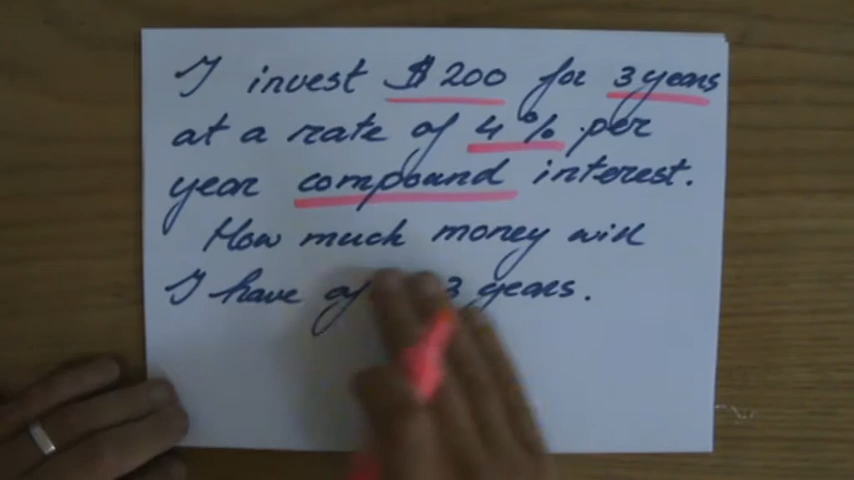 I invest $200 for 3 years
at a rate of 4% per
year compound interest.
How much money will
I have 3 years.